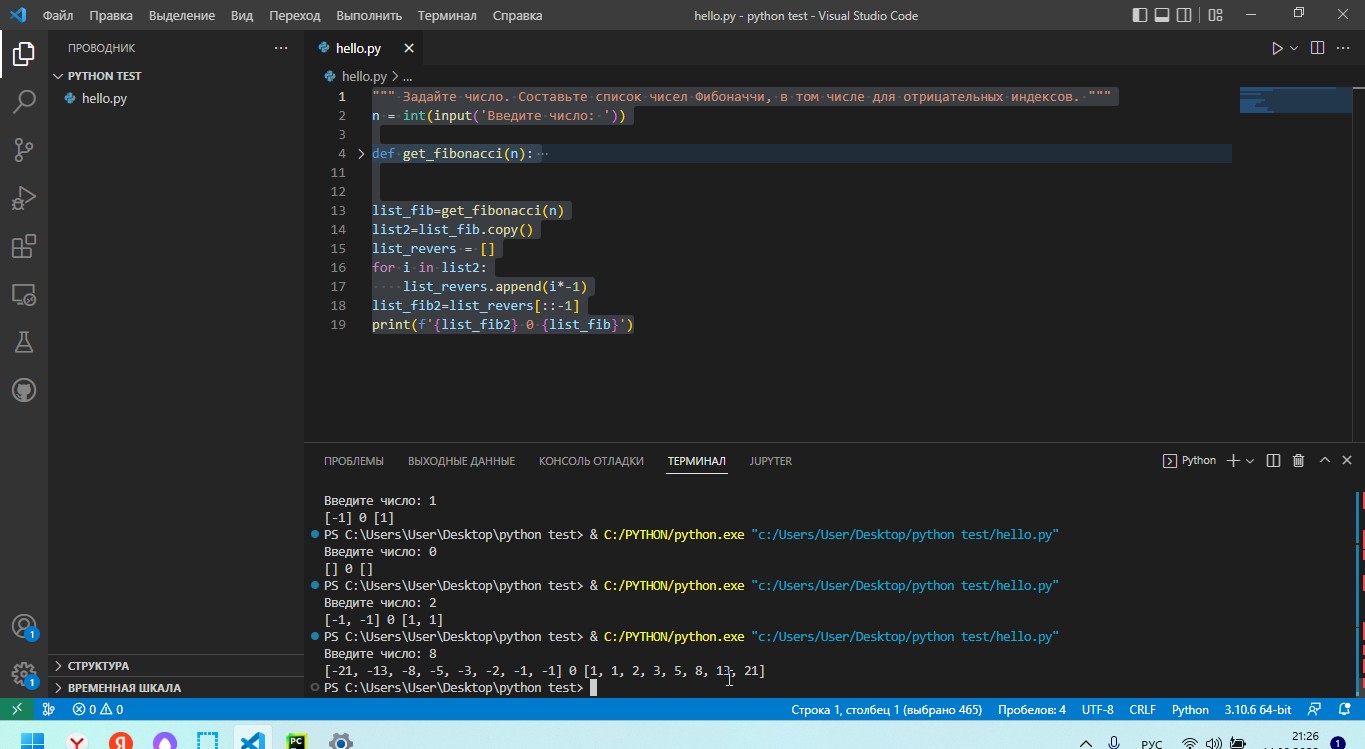 Файл Правка Выделение Вид Переход Выполнить Терминал Справка hello.py - python test - Visual Studio Code
ПРОВОДНИК ... hello.py
PYTHON TEST
hello.py
hello.py > ...
1 """ Задайте число. Составьте список чисел Фибоначчи, в том числе для отрицательных индексов. """
2 n = int(input('Введите число: '))
3
4 def get_fibonacci(n): ...
11
12
13 list_fib=get_fibonacci(n)
14 list2=list_fib.copy()
15 list_revers = []
16 for i in list2:
17     list_revers.append(i*-1)
18 list_fib2=list_revers[::-1]
19 print(f'{list_fib2} 0 {list_fib}')
ПРОБЛЕМЫ ВЫХОДНЫЕ ДАННЫЕ КОНСОЛЬ ОТЛАДКИ ТЕРМИНАЛ JUPYTER Python
Введите число: 1
[-1] 0 [1]
PS C:\Users\User\Desktop\python test> & C:/PYTHON/python.exe "c:/Users/User/Desktop/python test/hello.py"
Введите число: 0
[] 0 []
PS C:\Users\User\Desktop\python test> & C:/PYTHON/python.exe "c:/Users/User/Desktop/python test/hello.py"
Введите число: 2
[-1, -1] 0 [1, 1]
PS C:\Users\User\Desktop\python test> & C:/PYTHON/python.exe "c:/Users/User/Desktop/python test/hello.py"
Введите число: 8
[-21, -13, -8, -5, -3, -2, -1, -1] 0 [1, 1, 2, 3, 5, 8, 13, 21]
PS C:\Users\User\Desktop\python test>
1
СТРУКТУРА
1
ВРЕМЕННАЯ ШКАЛА
0 0 Строка 1, столбец 1 (выбрано 465) Пробелов: 4 UTF-8 CRLF Python 3.10.6 64-bit
Y Я PC РУС 21:26 1